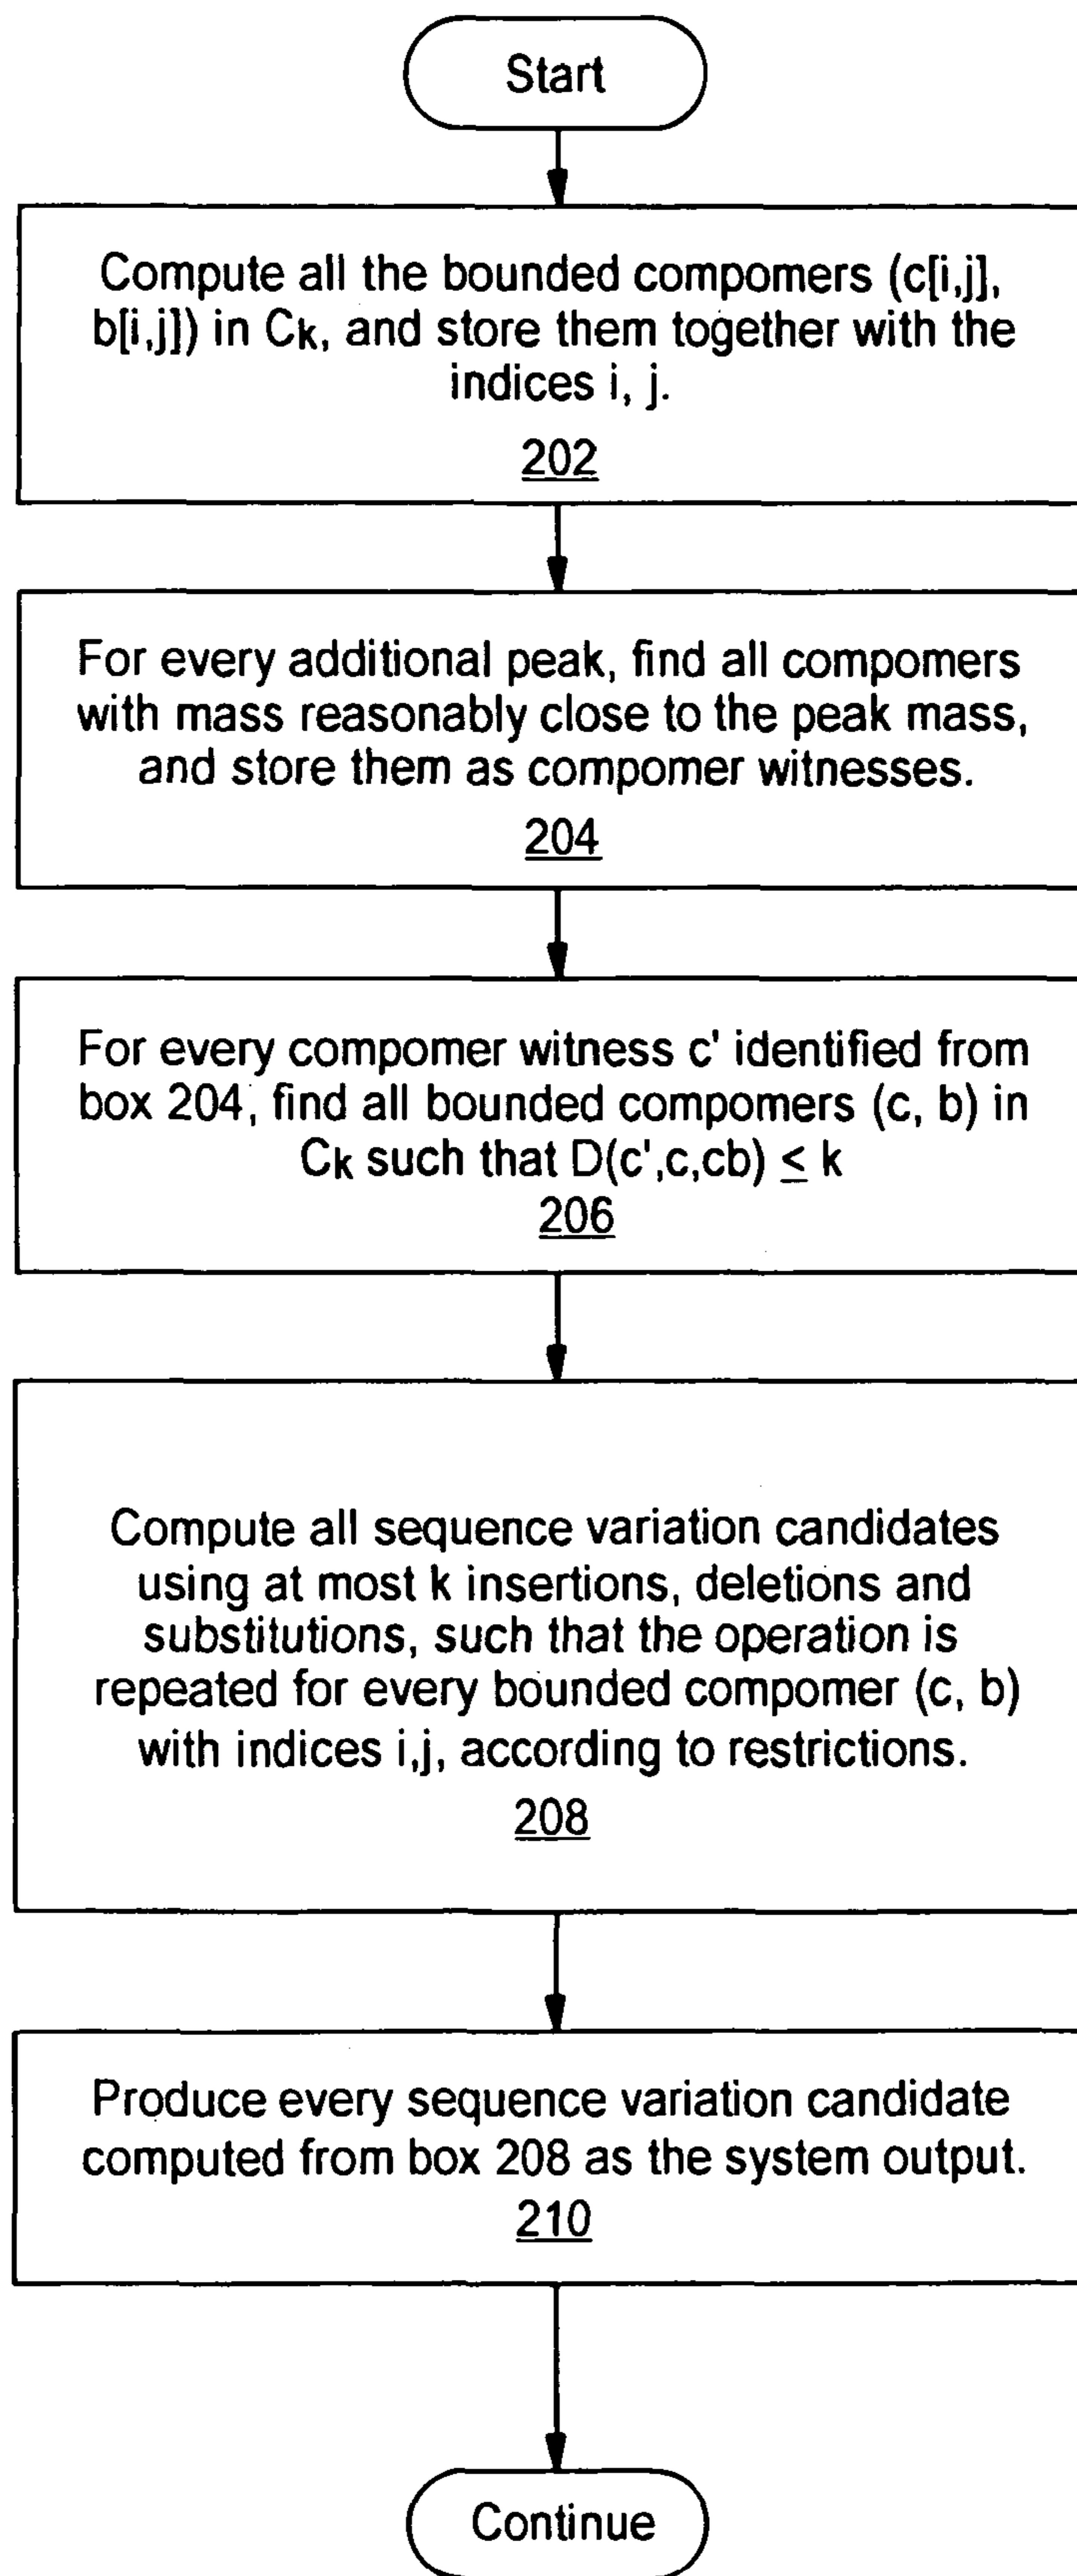 Start
Compute all the bounded compomers (c[i,j],
b[i,j]) in Ck, and store them together with the
indices i, j.
202
For every additional peak, find all compomers
with mass reasonably close to the peak mass,
and store them as compomer witnesses.
204
For every compomer witness c' identified from
box 204, find all bounded compomers (c, b) in
Ck such that D(c',c,cb) ≤ k
206
Compute all sequence variation candidates
using at most k insertions, deletions and
substitutions, such that the operation is
repeated for every bounded compomer (c, b)
with indices i,j, according to restrictions.
208
Produce every sequence variation candidate
computed from box 208 as the system output.
210
Continue